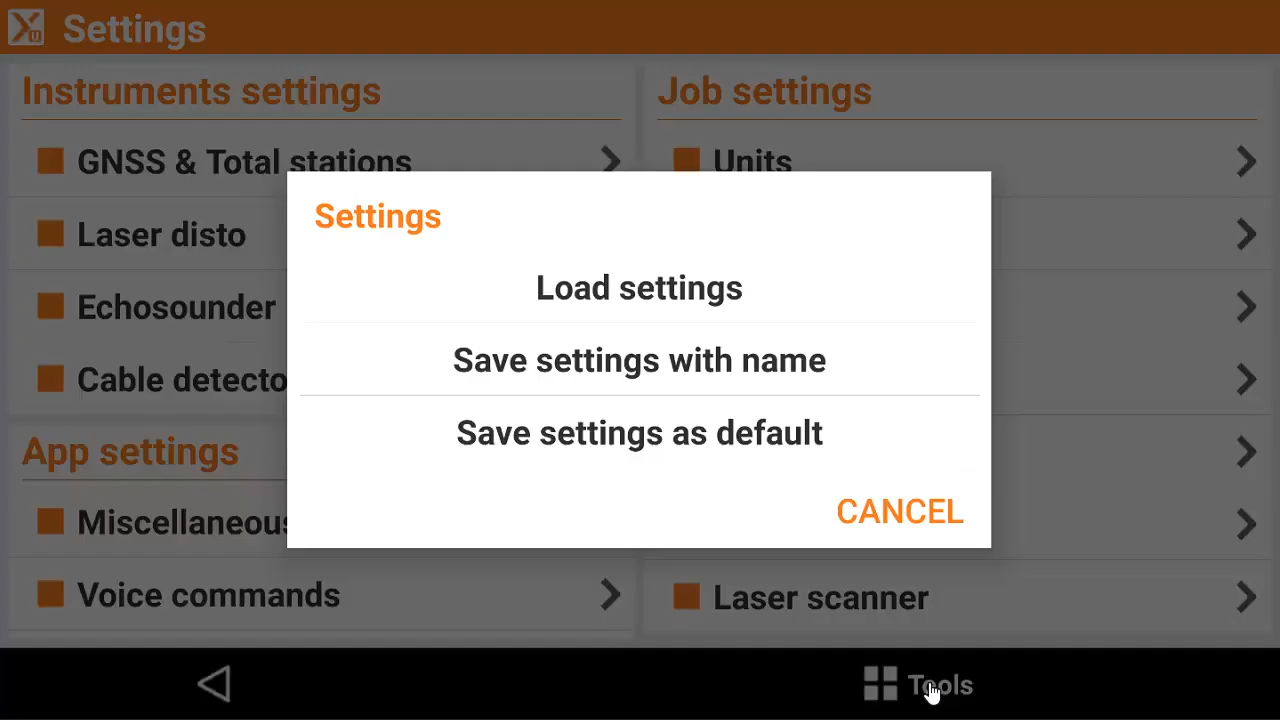 Settings
Instruments settings
GNSS & Total stations
Laser disto
Echosounder
Cable detecto
App settings
Miscellaneous
Voice commands
Job settings
Units
Laser scanner
Settings
Load settings
Save settings with name
Save settings as default
CANCEL
Tools